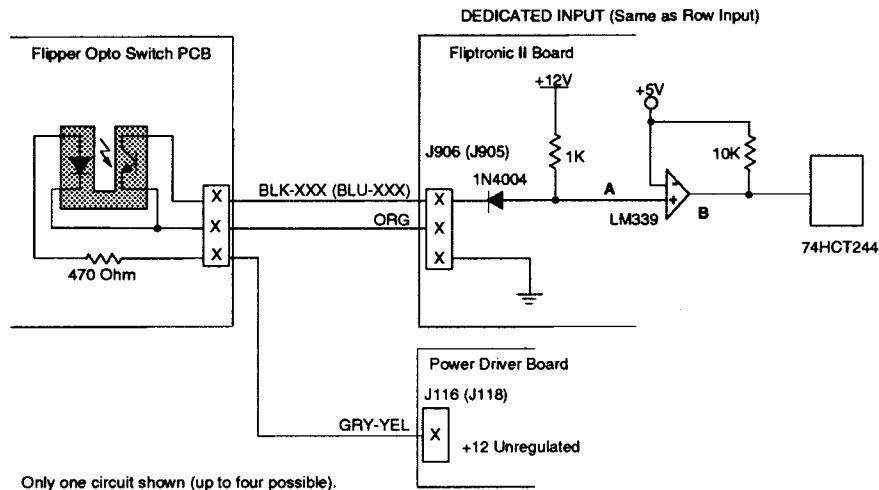 DEDICATED INPUT (Same as Row Input)
Flipper Opto Switch PCB
Fliptronic II Board
+12V
+5V
J906 (J905)
1K
10K
1N4004
BLK-XXX (BLU-XXX)
X
X
A
-
+
ORG
LM339
B
X
X
74HCT244
X
X
470 Ohm
Power Driver Board
J116 (J118)
GRY-YEL
X
+12 Unregulated
Only one circuit shown (up to four possible).